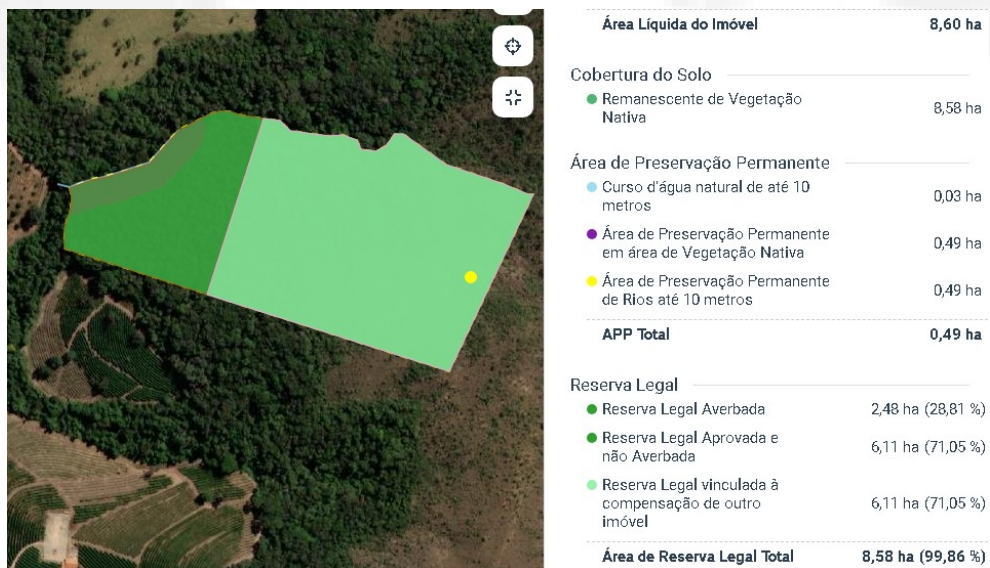 Área Líquida do Imóvel 8,60 ha
Cobertura do Solo
Remanescente de Vegetação
Nativa 8,58 ha
Área de Preservação Permanente
Curso d'água natural de até 10
metros 0,03 ha
Área de Preservação Permanente
em área de Vegetação Nativa 0,49 ha
Área de Preservação Permanente
de Rios até 10 metros 0,49 ha
APP Total 0,49 ha
Reserva Legal
Reserva Legal Averbada 2,48 ha (28,81 %)
Reserva Legal Aprovada e
não Averbada 6,11 ha (71,05 %)
Reserva Legal vinculada à
compensação de outro
imóvel 6,11 ha (71,05 %)
Área de Reserva Legal Total 8,58 ha (99,86 %)